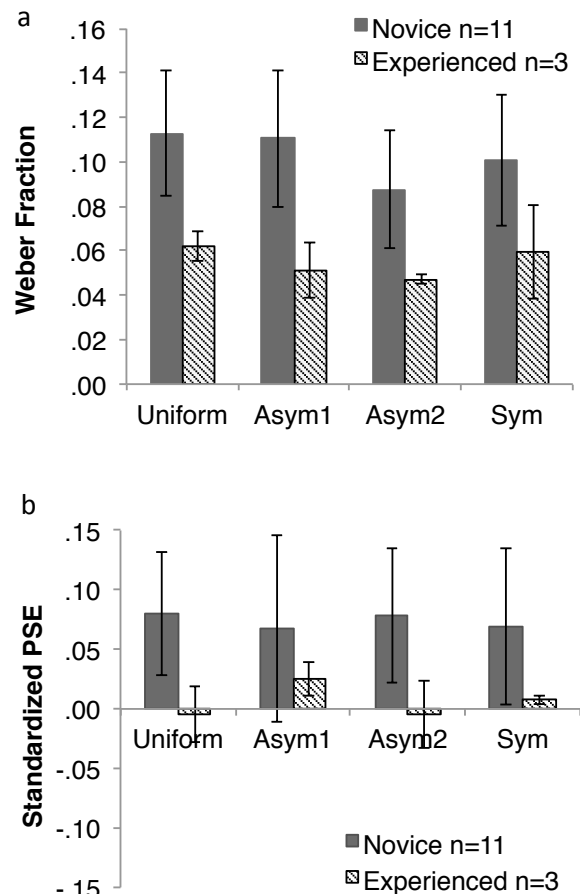 a
.16
Novice n=11
Experienced n=3
.14
.12
.10
.08
.06
.04
.02
.00
Weber Fraction
Uniform Asym1 Asym2 Sym
b
.15
.10
.05
.00
Uniform Asym1 Asym2 Sym
-.05
-.10
-.15
Standardized PSE
Novice n=11
Experienced n=3